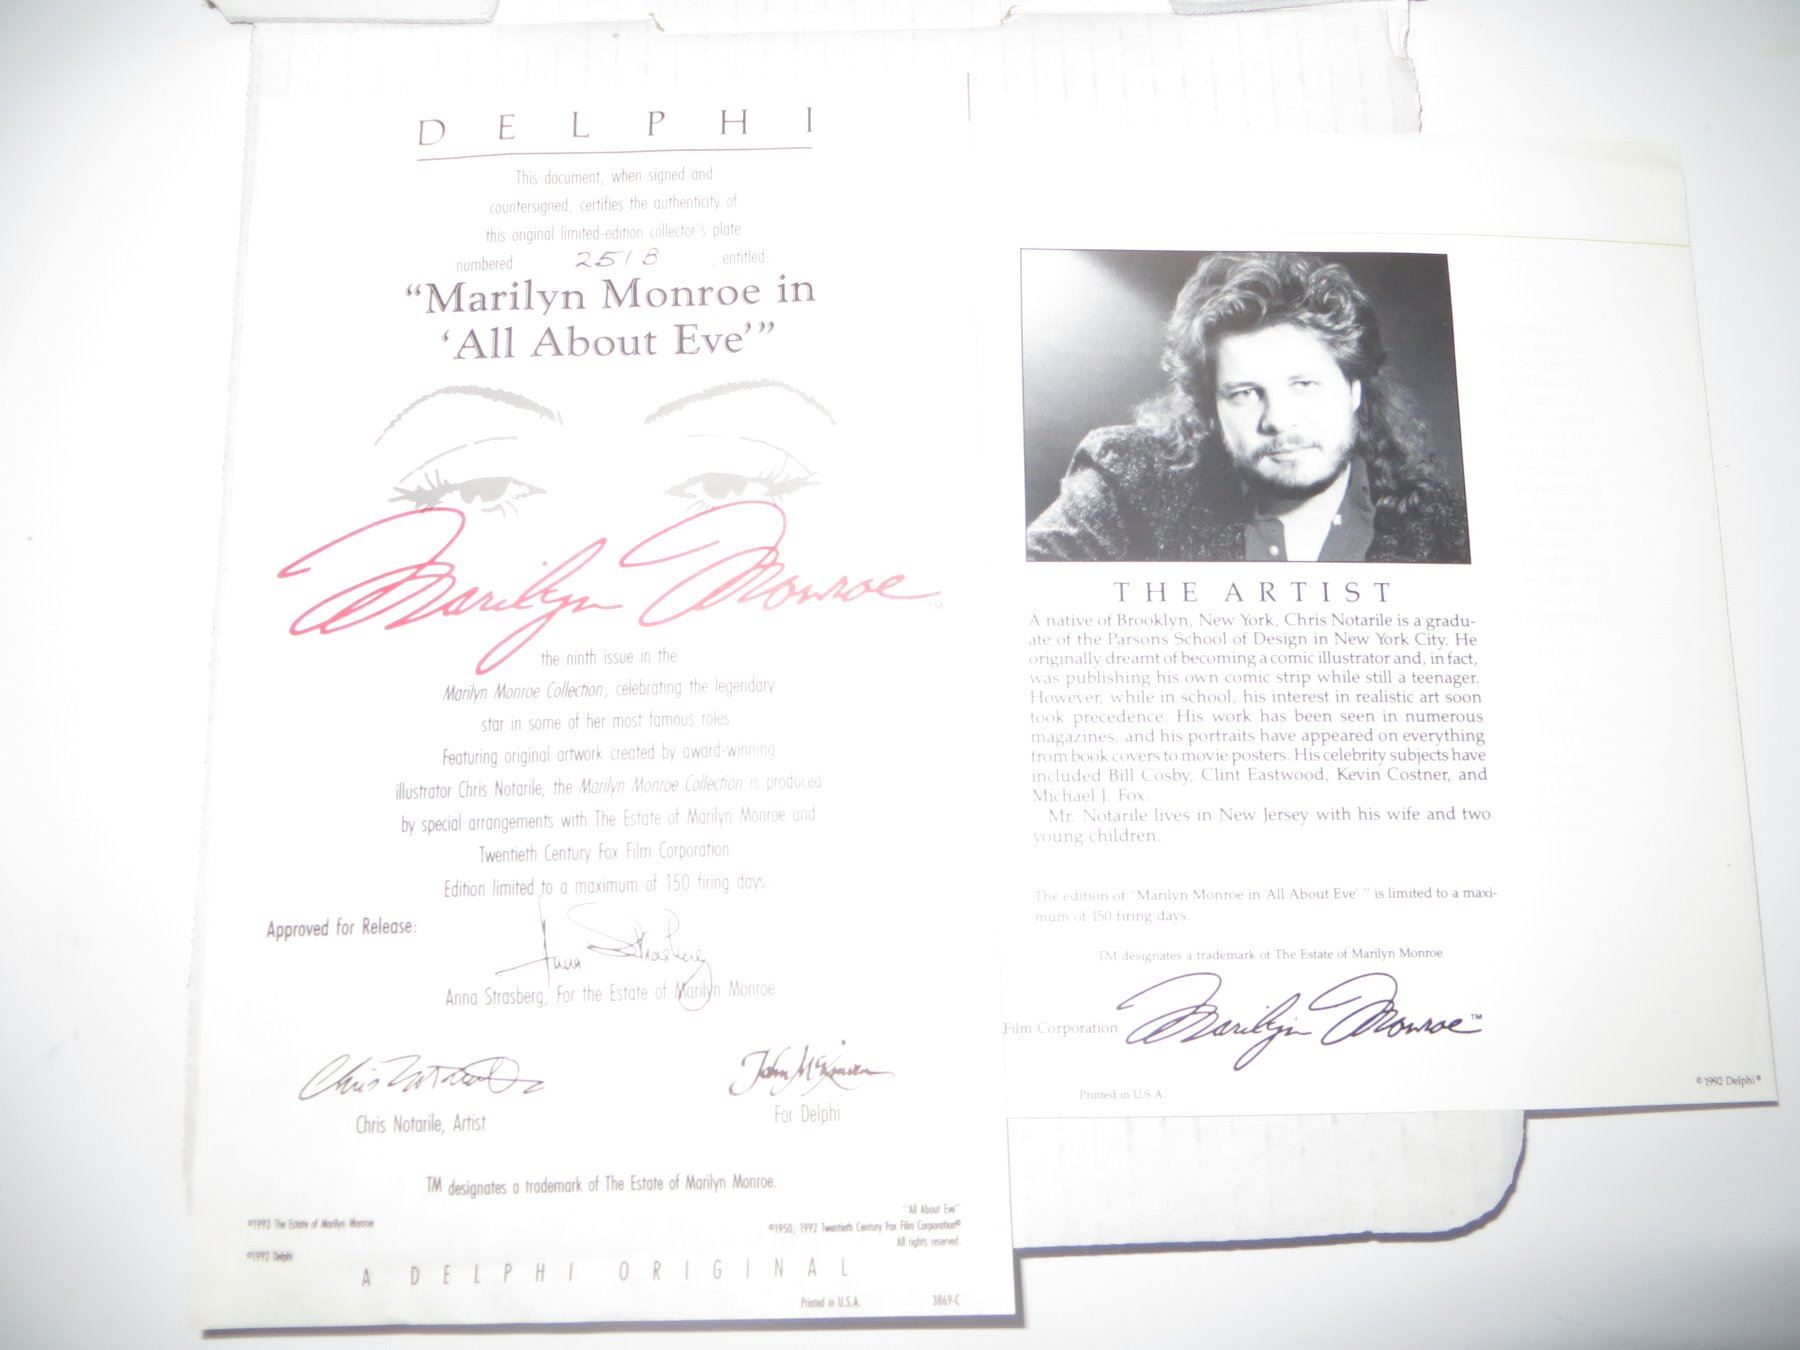 DELPHI
This document, when signed and
countersigned, certifies the authenticity of
this original limited-edition collector's plate
numbered 2518, entitled
“Marilyn Monroe in
‘All About Eve’”
Marilyn Monroe™
the ninth issue in the
Marilyn Monroe Collection, celebrating the legendary
star in some of her most famous roles.
Featuring original artwork created by award-winning
illustrator Chris Notarile, the Marilyn Monroe Collection is produced
by special arrangements with The Estate of Marilyn Monroe and
Twentieth Century Fox Film Corporation.
Edition limited to a maximum of 150 firing days.
Approved for Release:
Anna Strasberg
Anna Strasberg, For the Estate of Marilyn Monroe
Chris Notarile
Chris Notarile, Artist
John McKinven
For Delphi
TM designates a trademark of The Estate of Marilyn Monroe.
©1992 The Estate of Marilyn Monroe
"All About Eve"
©1950, 1992 Twentieth Century Fox Film Corporation®
All rights reserved.
©1992 Delphi
A DELPHI ORIGINAL
Printed in U.S.A.
3869-C
THE ARTIST
A native of Brooklyn, New York, Chris Notarile is a gradu-
ate of the Parsons School of Design in New York City. He
originally dreamt of becoming a comic illustrator and, in fact,
was publishing his own comic strip while still a teenager.
However, while in school, his interest in realistic art soon
took precedence. His work has been seen in numerous
magazines, and his portraits have appeared on everything
from book covers to movie posters. His celebrity subjects have
included Bill Cosby, Clint Eastwood, Kevin Costner, and
Michael J. Fox.
Mr. Notarile lives in New Jersey with his wife and two
young children.
The edition of "Marilyn Monroe in 'All About Eve' " is limited to a maxi-
mum of 150 firing days.
TM designates a trademark of The Estate of Marilyn Monroe
Film Corporation
Marilyn Monroe™
© 1992 Delphi®
Printed in U.S.A.